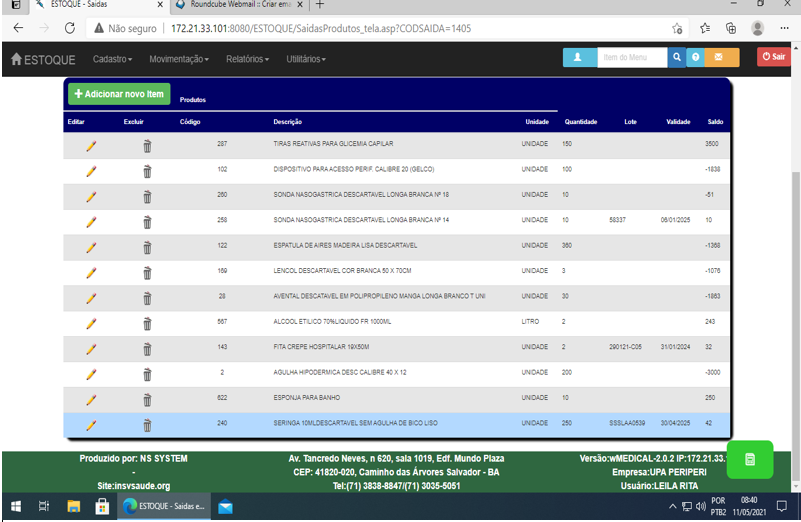 ESTOQUE - Saídas
Roundcube Webmail :: Criar ema
Não seguro
172.21.33.101:8080/ESTOQUE/SaidasProdutos_tela.asp?CODSAIDA=1405
ESTOQUE Cadastro Movimentação Relatórios Utilitários Item do Menu Sair
Adicionar novo Item Produtos
Editar Excluir Código Descrição Unidade Quantidade Lote Validade Saldo
287 TIRAS REATIVAS PARA GLICEMIA CAPILAR UNIDADE 150 3500
102 DISPOSITIVO PARA ACESSO PERIF. CALIBRE 20 (GELCO) UNIDADE 100 -1838
260 SONDA NASOGASTRICA DESCARTAVEL LONGA BRANCA Nº 18 UNIDADE 10 -51
258 SONDA NASOGASTRICA DESCARTAVEL LONGA BRANCA Nº 14 UNIDADE 10 58337 06/01/2025 10
122 ESPATULA DE AIRES MADEIRA LISA DESCARTAVEL UNIDADE 360 -1368
169 LENCOL DESCARTAVEL COR BRANCA 50 X 70CM UNIDADE 3 -1076
28 AVENTAL DESCATAVEL EM POLIPROPILENO MANGA LONGA BRANCO T UNI UNIDADE 30 -1863
567 ALCOOL ETILICO 70%LIQUIDO FR 1000ML LITRO 2 243
143 FITA CREPE HOSPITALAR 19X50M UNIDADE 2 290121-C05 31/01/2024 32
2 AGULHA HIPODERMICA DESC CALIBRE 40 X 12 UNIDADE 200 -3000
622 ESPONJA PARA BANHO UNIDADE 10 250
240 SERINGA 10MLDESCARTAVEL SEM AGULHA DE BICO LISO UNIDADE 250 SSSLAA0539 30/04/2025 42
Produzido por: NS SYSTEM Av. Tancredo Neves, n 620, sala 1019, Edf. Mundo Plaza Versão:wMEDICAL-2.0.2 IP:172.21.33.
- CEP: 41820-020, Caminho das Árvores Salvador - BA Empresa:UPA PERIPERI
Site:insvsaude.org Tel:(71) 3838-8847/(71) 3035-5051 Usuário:LEILA RITA
ESTOQUE - Saídas e... POR 08:40
PTB2 11/05/2021